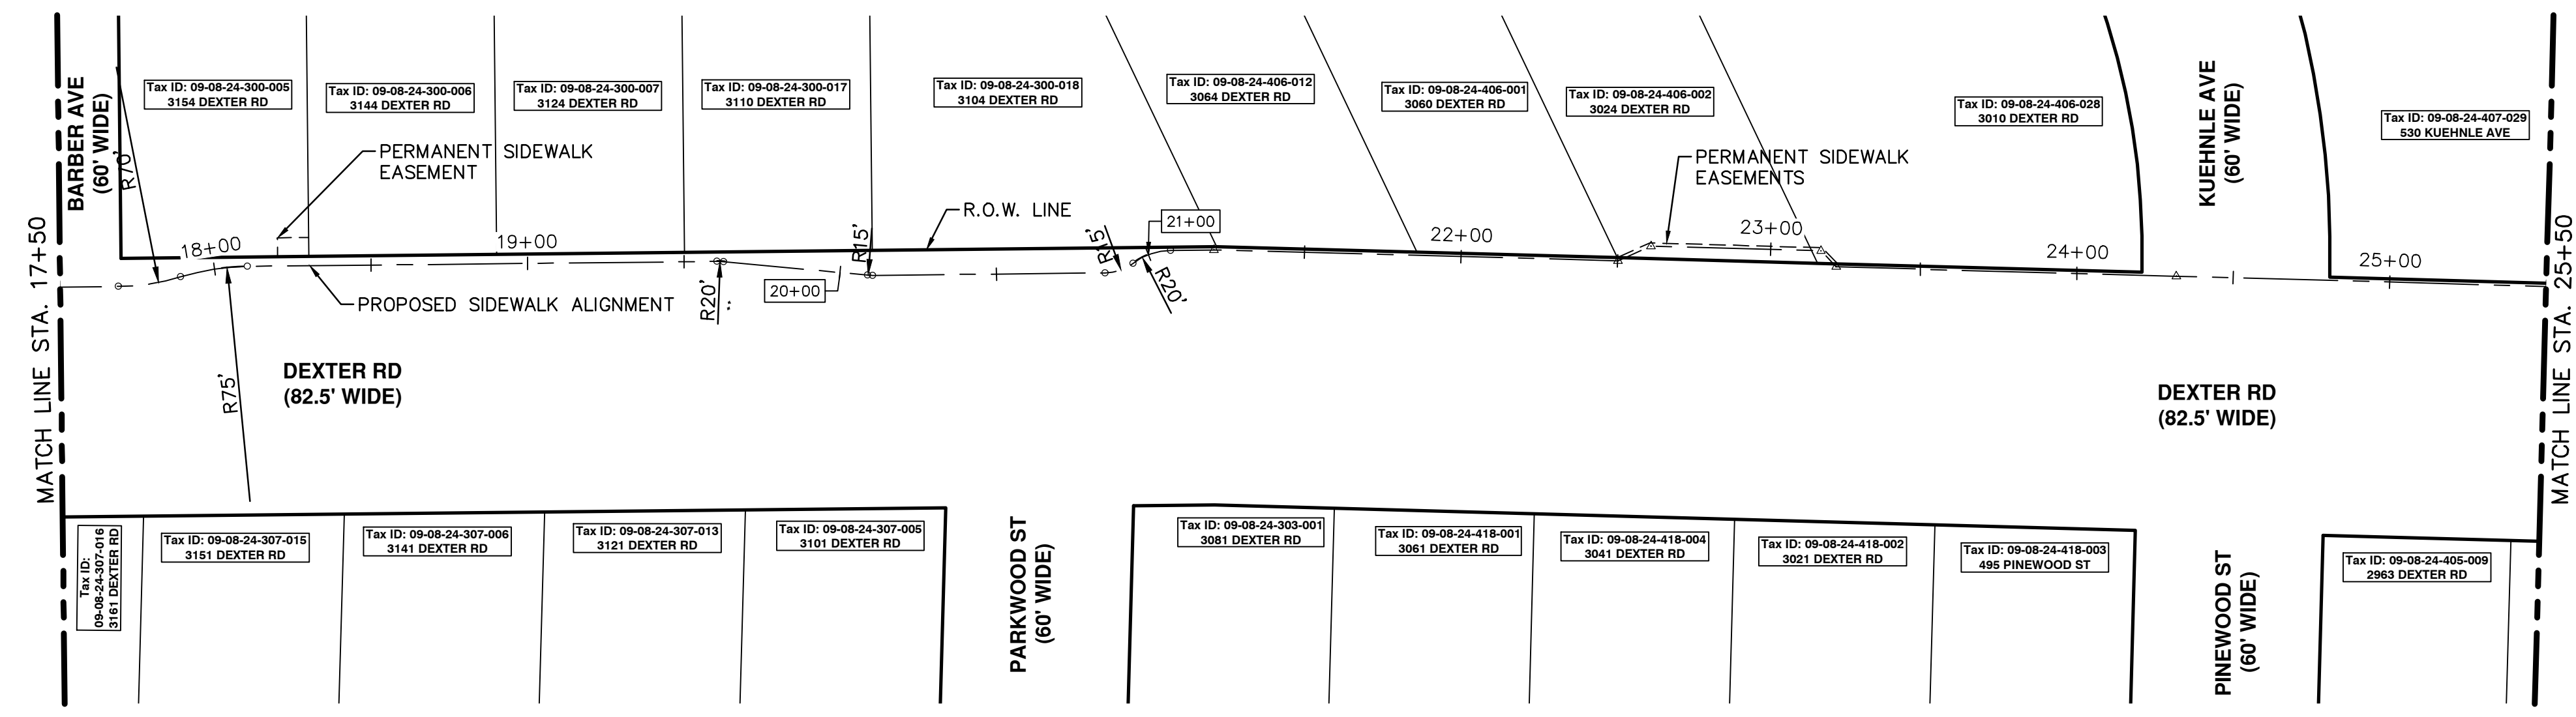 MATCH LINE STA. 17+50
BARBER AVE
(60' WIDE)
R70'
Tax ID: 09-08-24-300-005
3154 DEXTER RD
Tax ID: 09-08-24-300-006
3144 DEXTER RD
Tax ID: 09-08-24-300-007
3124 DEXTER RD
Tax ID: 09-08-24-300-017
3110 DEXTER RD
Tax ID: 09-08-24-300-018
3104 DEXTER RD
Tax ID: 09-08-24-406-012
3064 DEXTER RD
Tax ID: 09-08-24-406-001
3060 DEXTER RD
Tax ID: 09-08-24-406-002
3024 DEXTER RD
Tax ID: 09-08-24-406-028
3010 DEXTER RD
KUEHNLE AVE
(60' WIDE)
Tax ID: 09-08-24-407-029
530 KUEHNLE AVE
PERMANENT SIDEWALK
EASEMENT
PERMANENT SIDEWALK
EASEMENTS
R.O.W. LINE
18+00
19+00
R15'
R15'
21+00
22+00
23+00
24+00
25+00
MATCH LINE STA. 25+50
PROPOSED SIDEWALK ALIGNMENT
R20'
20+00
R20'
R75'
DEXTER RD
(82.5' WIDE)
DEXTER RD
(82.5' WIDE)
Tax ID:
09-08-24-307-016
3161 DEXTER RD
Tax ID: 09-08-24-307-015
3151 DEXTER RD
Tax ID: 09-08-24-307-006
3141 DEXTER RD
Tax ID: 09-08-24-307-013
3121 DEXTER RD
Tax ID: 09-08-24-307-005
3101 DEXTER RD
PARKWOOD ST
(60' WIDE)
Tax ID: 09-08-24-303-001
3081 DEXTER RD
Tax ID: 09-08-24-418-001
3061 DEXTER RD
Tax ID: 09-08-24-418-004
3041 DEXTER RD
Tax ID: 09-08-24-418-002
3021 DEXTER RD
Tax ID: 09-08-24-418-003
495 PINEWOOD ST
PINEWOOD ST
(60' WIDE)
Tax ID: 09-08-24-405-009
2963 DEXTER RD